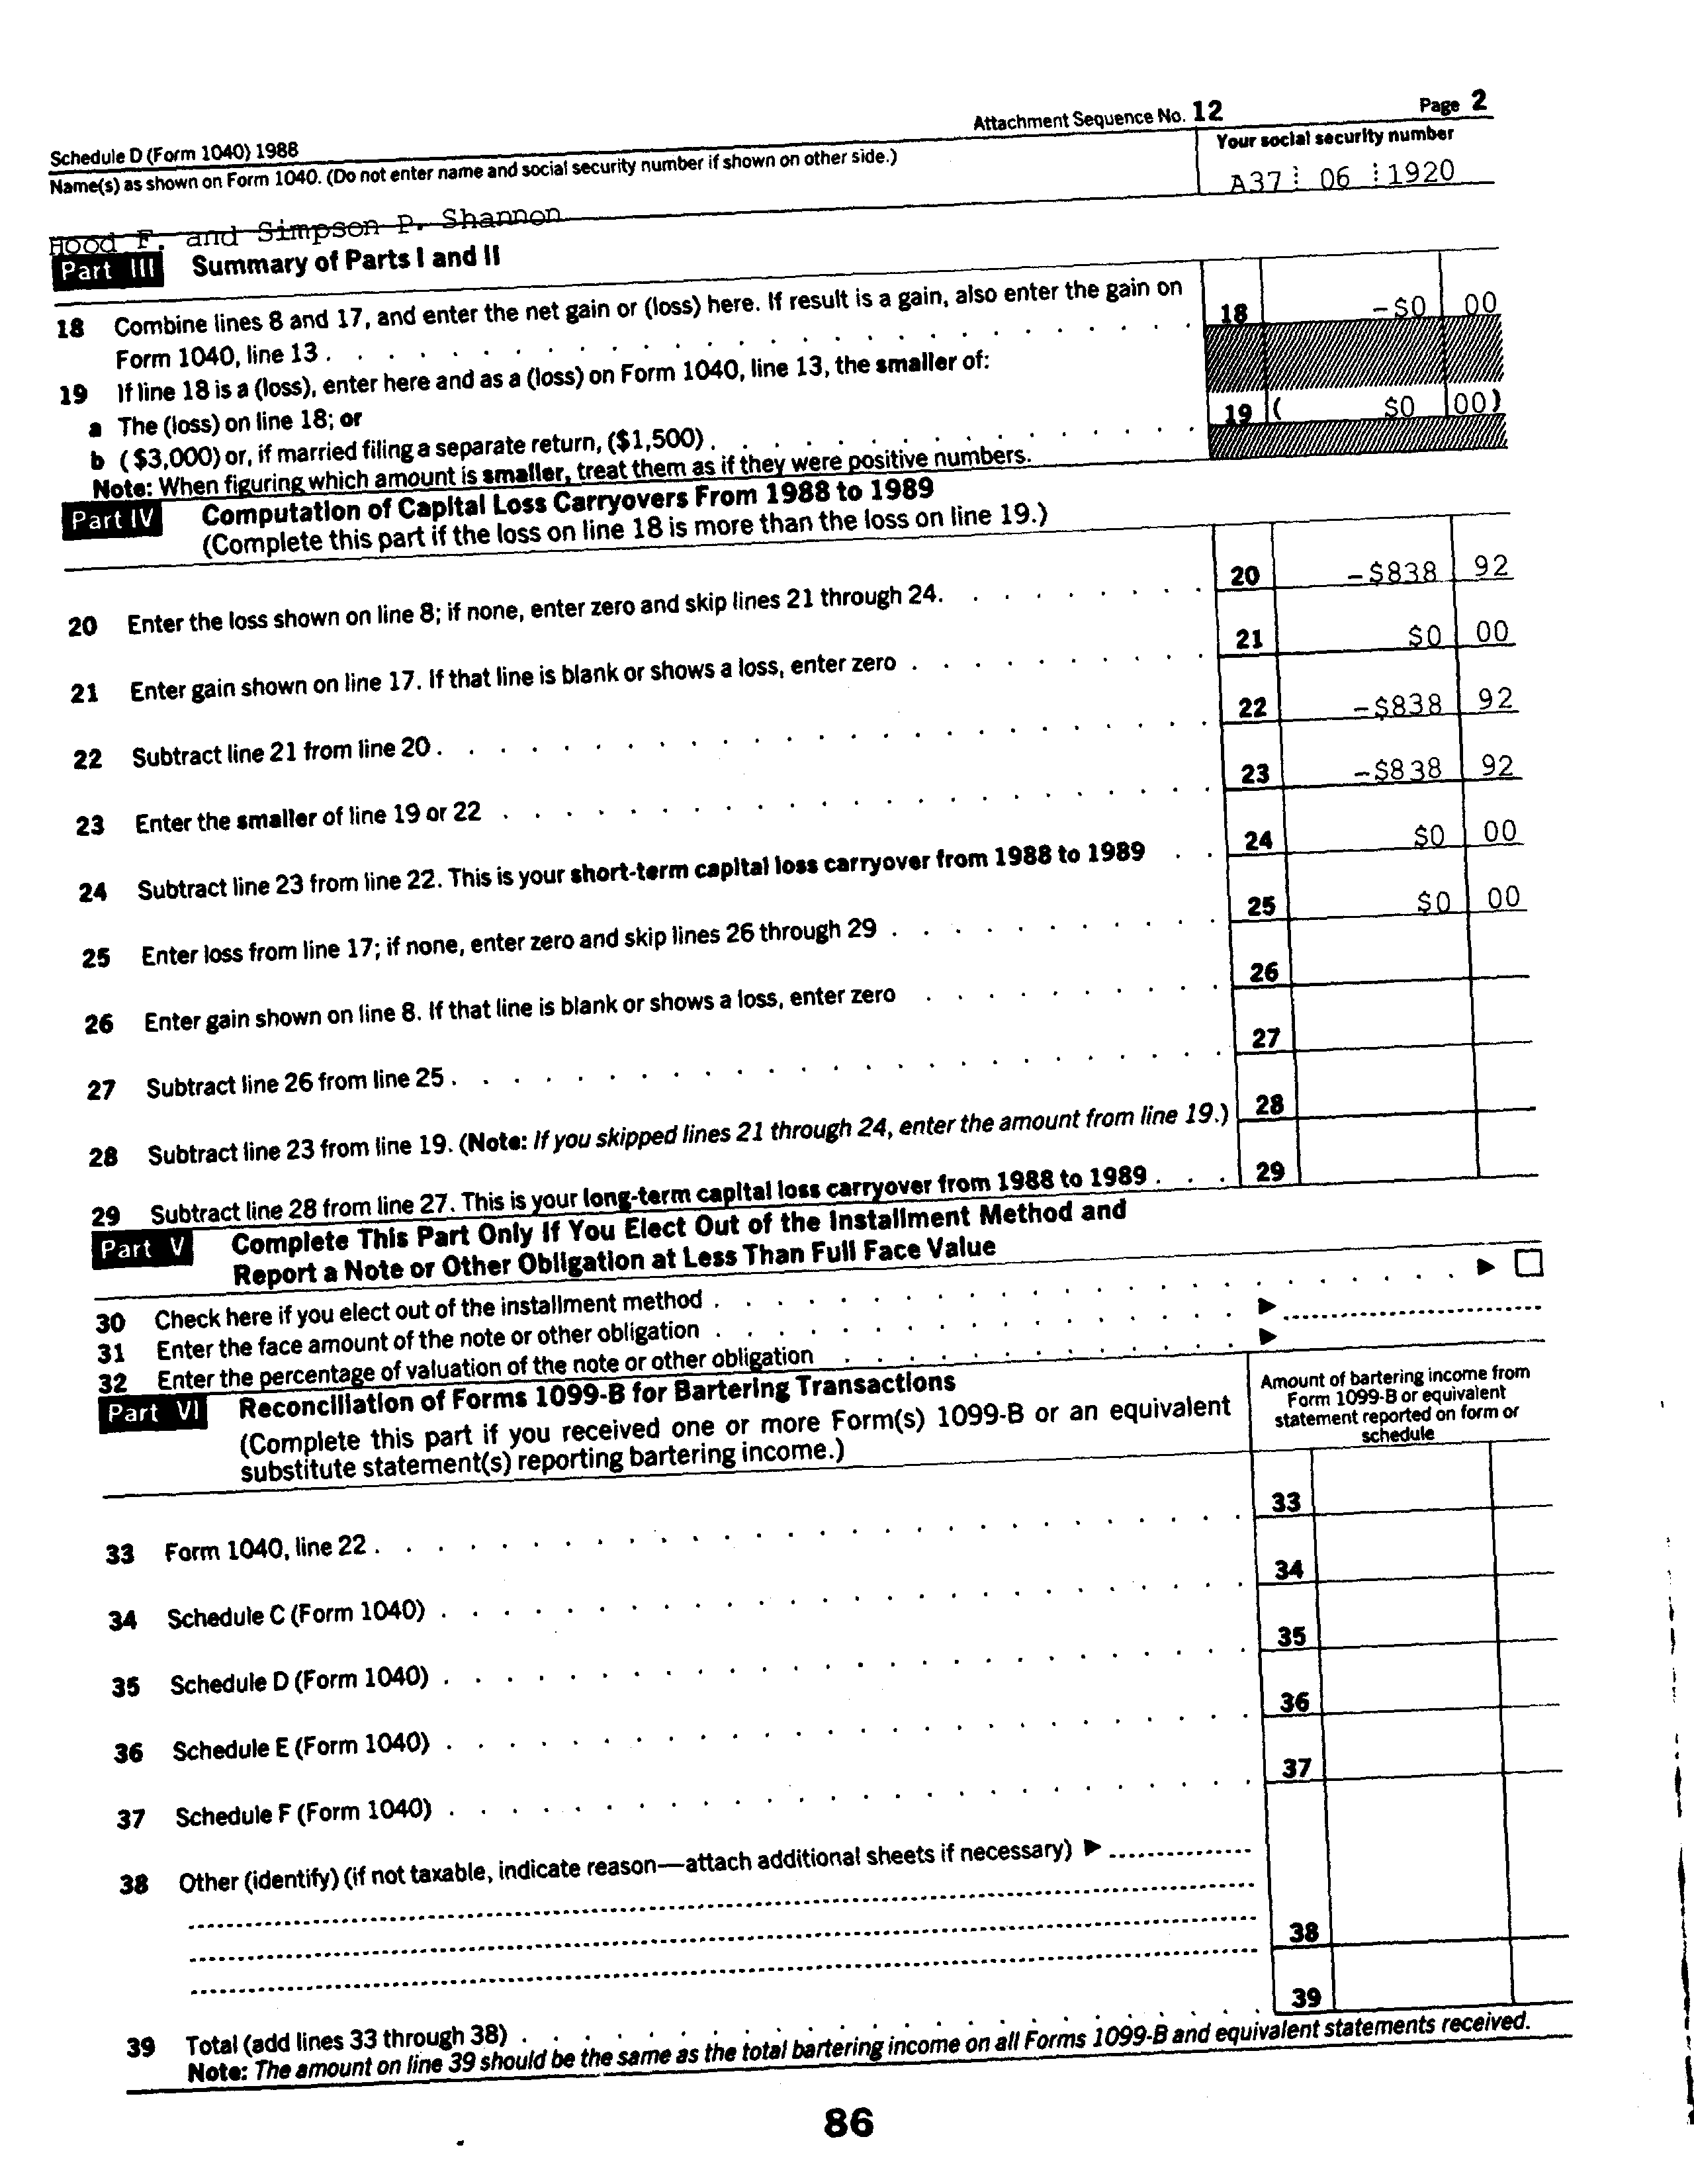 Attachment Sequence No. 12 Page 2
Schedule D (Form 1040) 1988
Name(s) as shown on Form 1040. (Do not enter name and social security number if shown on other side.) Your social security number
A37 06 1920
Hood F. and Simpson P. Shannon
Part III Summary of Parts I and II
18 Combine lines 8 and 17, and enter the net gain or (loss) here. If result is a gain, also enter the gain on
Form 1040, line 13 . . . 18 -$0 00
19 If line 18 is a (loss), enter here and as a (loss) on Form 1040, line 13, the smaller of:
a The (loss) on line 18; or
b ($3,000) or, if married filing a separate return, ($1,500) . . . 19 ( $0 00)
Note: When figuring which amount is smaller, treat them as if they were positive numbers.
Part IV Computation of Capital Loss Carryovers From 1988 to 1989
(Complete this part if the loss on line 18 is more than the loss on line 19.)
20 Enter the loss shown on line 8; if none, enter zero and skip lines 21 through 24. . . . 20 -$838 92
21 Enter gain shown on line 17. If that line is blank or shows a loss, enter zero . . . 21 $0 00
22 Subtract line 21 from line 20 . . . 22 -$838 92
23 Enter the smaller of line 19 or 22 . . . 23 -$838 92
24 Subtract line 23 from line 22. This is your short-term capital loss carryover from 1988 to 1989 . . 24 $0 00
25 Enter loss from line 17; if none, enter zero and skip lines 26 through 29 . . . 25 $0 00
26 Enter gain shown on line 8. If that line is blank or shows a loss, enter zero . . . 26
27 Subtract line 26 from line 25 . . . 27
28 Subtract line 23 from line 19. (Note: If you skipped lines 21 through 24, enter the amount from line 19.) 28
29 Subtract line 28 from line 27. This is your long-term capital loss carryover from 1988 to 1989 . . . 29
Part V Complete This Part Only If You Elect Out of the Installment Method and
Report a Note or Other Obligation at Less Than Full Face Value
30 Check here if you elect out of the installment method . . . ▶ ☐
31 Enter the face amount of the note or other obligation . . . ▶
32 Enter the percentage of valuation of the note or other obligation . . . ▶
Part VI Reconciliation of Forms 1099-B for Bartering Transactions
(Complete this part if you received one or more Form(s) 1099-B or an equivalent
substitute statement(s) reporting bartering income.)
Amount of bartering income from
Form 1099-B or equivalent
statement reported on form or
schedule
33 Form 1040, line 22 . . . 33
34 Schedule C (Form 1040) . . . 34
35 Schedule D (Form 1040) . . . 35
36 Schedule E (Form 1040) . . . 36
37 Schedule F (Form 1040) . . . 37
38 Other (identify) (if not taxable, indicate reason—attach additional sheets if necessary) ▶
38
39 Total (add lines 33 through 38) . . . 39
Note: The amount on line 39 should be the same as the total bartering income on all Forms 1099-B and equivalent statements received.
86